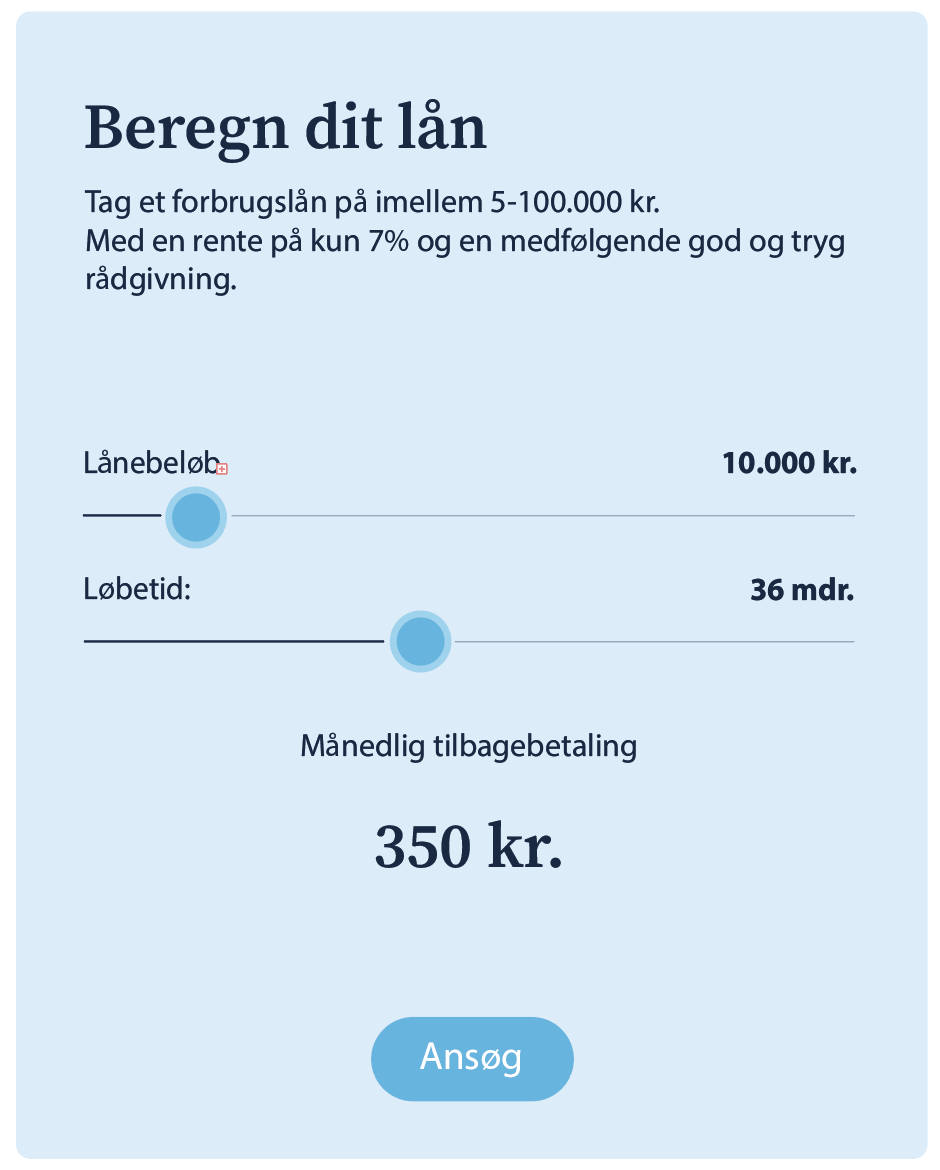 Beregn dit lån
Tag et forbrugslån på imellem 5-100.000 kr.
Med en rente på kun 7% og en medfølgende god og tryg
rådgivning.
Lånebeløb 10.000 kr.
Løbetid: 36 mdr.
Månedlig tilbagebetaling
350 kr.
Ansøg